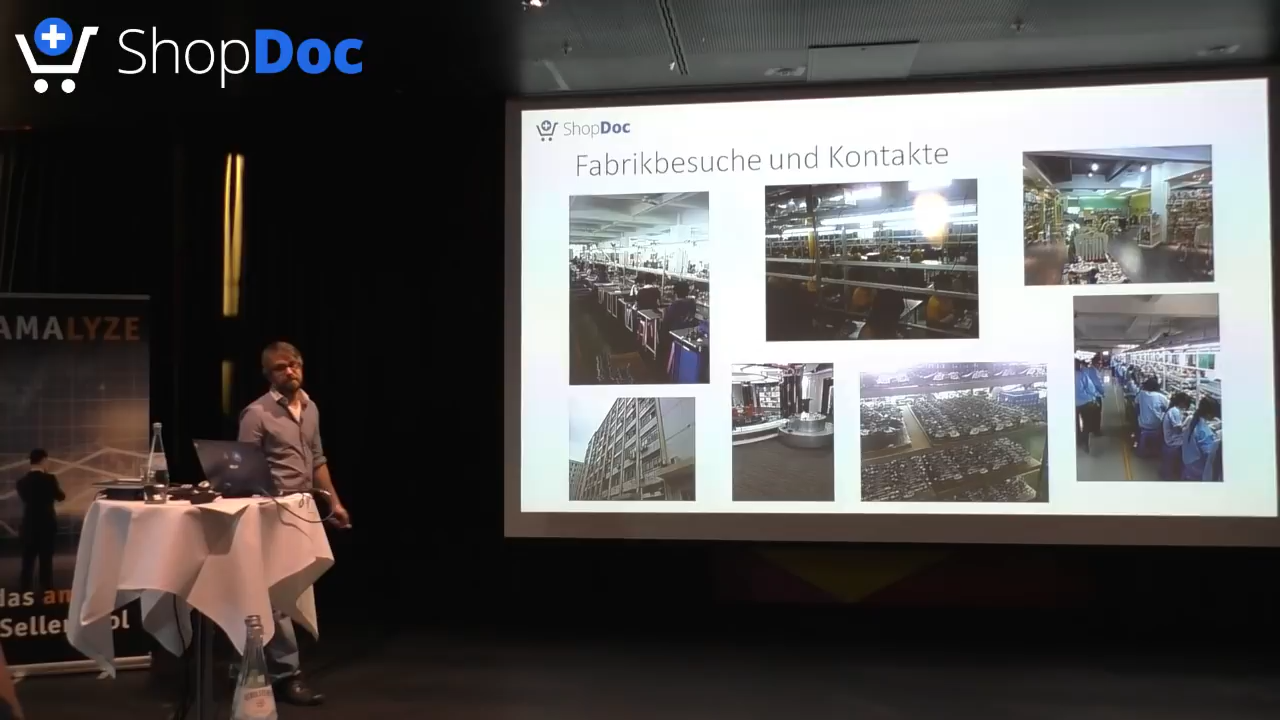 ShopDoc
ShopDoc
Fabrikbesuche und Kontakte
AMALYZE
das am
Seller ol